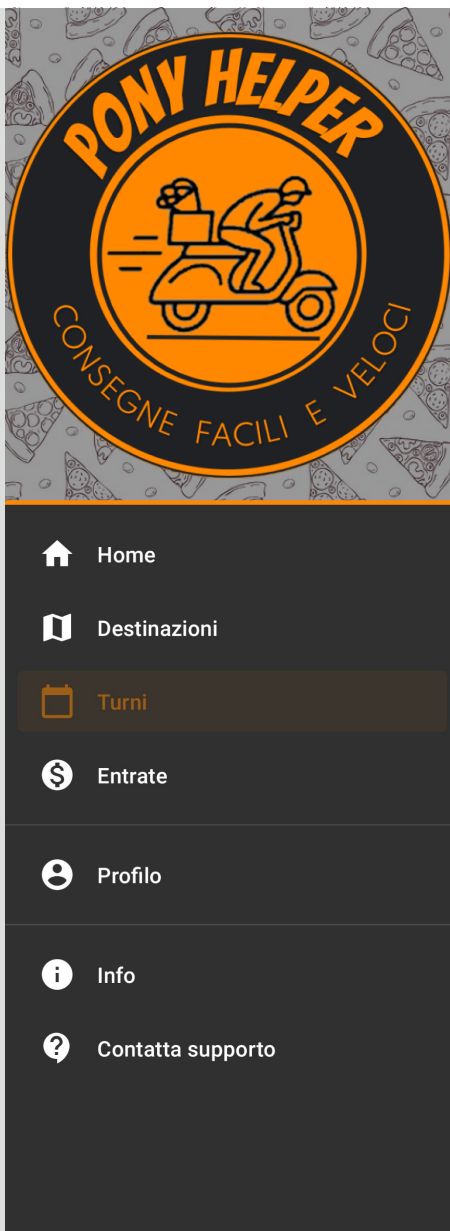 PONY HELPER
CONSEGNE FACILI E VELOCI
Home
Destinazioni
Turni
Entrate
Profilo
Info
Contatta supporto